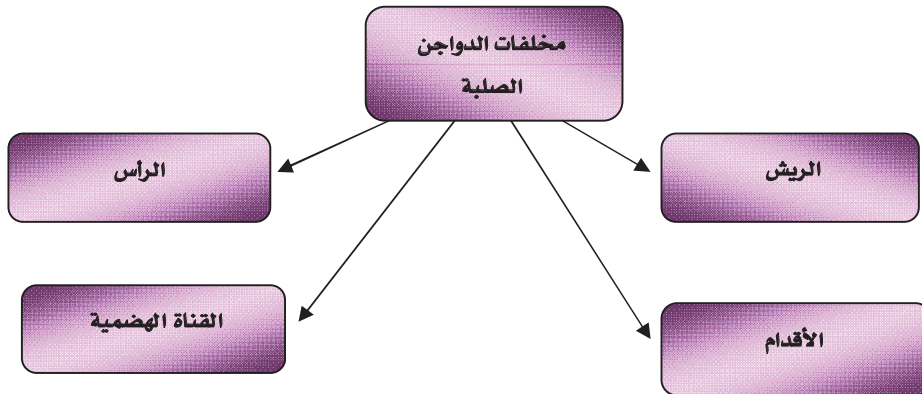 مخلفات الدواجن
الصلبة
الريش
الرأس
الأقدام
القناة الهضمية